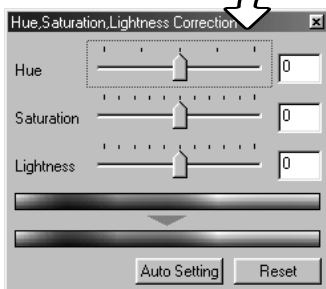 Hue,Saturation,Lightness Correction
Hue 0
Saturation 0
Lightness 0
Auto Setting Reset